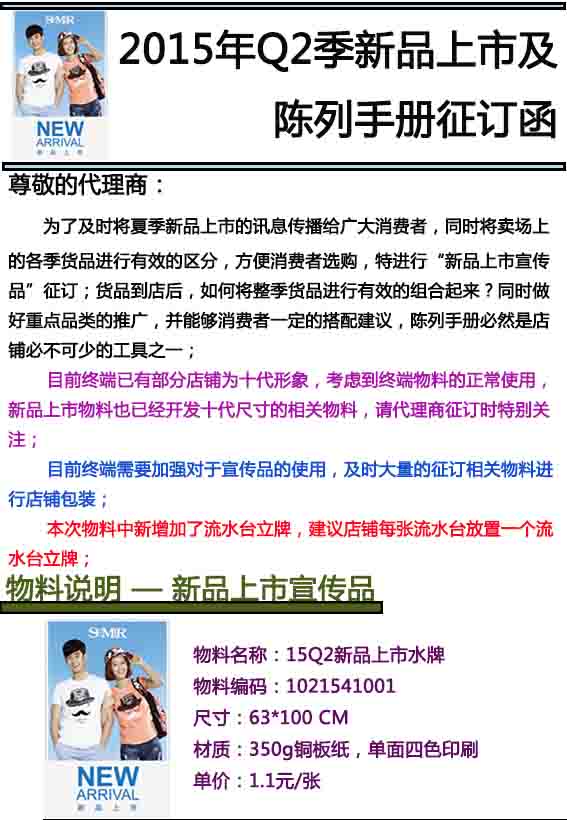 SEMIR
NEW
ARRIVAL
新 品 上 市
2015年Q2季新品上市及
陈列手册征订函
尊敬的代理商：
为了及时将夏季新品上市的讯息传播给广大消费者，同时将卖场上
的各季货品进行有效的区分，方便消费者选购，特进行“新品上市宣传
品”征订；货品到店后，如何将整季货品进行有效的组合起来？同时做
好重点品类的推广，并能够消费者一定的搭配建议，陈列手册必然是店
铺必不可少的工具之一；
目前终端已有部分店铺为十代形象，考虑到终端物料的正常使用，
新品上市物料也已经开发十代尺寸的相关物料，请代理商征订时特别关
注；
目前终端需要加强对于宣传品的使用，及时大量的征订相关物料进
行店铺包装；
本次物料中新增加了流水台立牌，建议店铺每张流水台放置一个流
水台立牌；
物料说明 — 新品上市宣传品
SEMIR
NEW
ARRIVAL
新 品 上 市
物料名称：15Q2新品上市水牌
物料编码：1021541001
尺寸：63*100 CM
材质：350g铜板纸，单面四色印刷
单价：1.1元/张